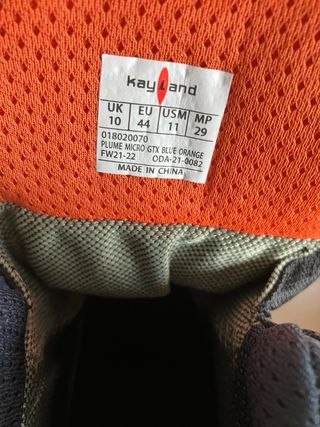 kayland
UK EU USM MP
10 44 11 29
018020070
PLUME MICRO GTX BLUE ORANGE
FW21-22 ODA-21-0082
MADE IN CHINA